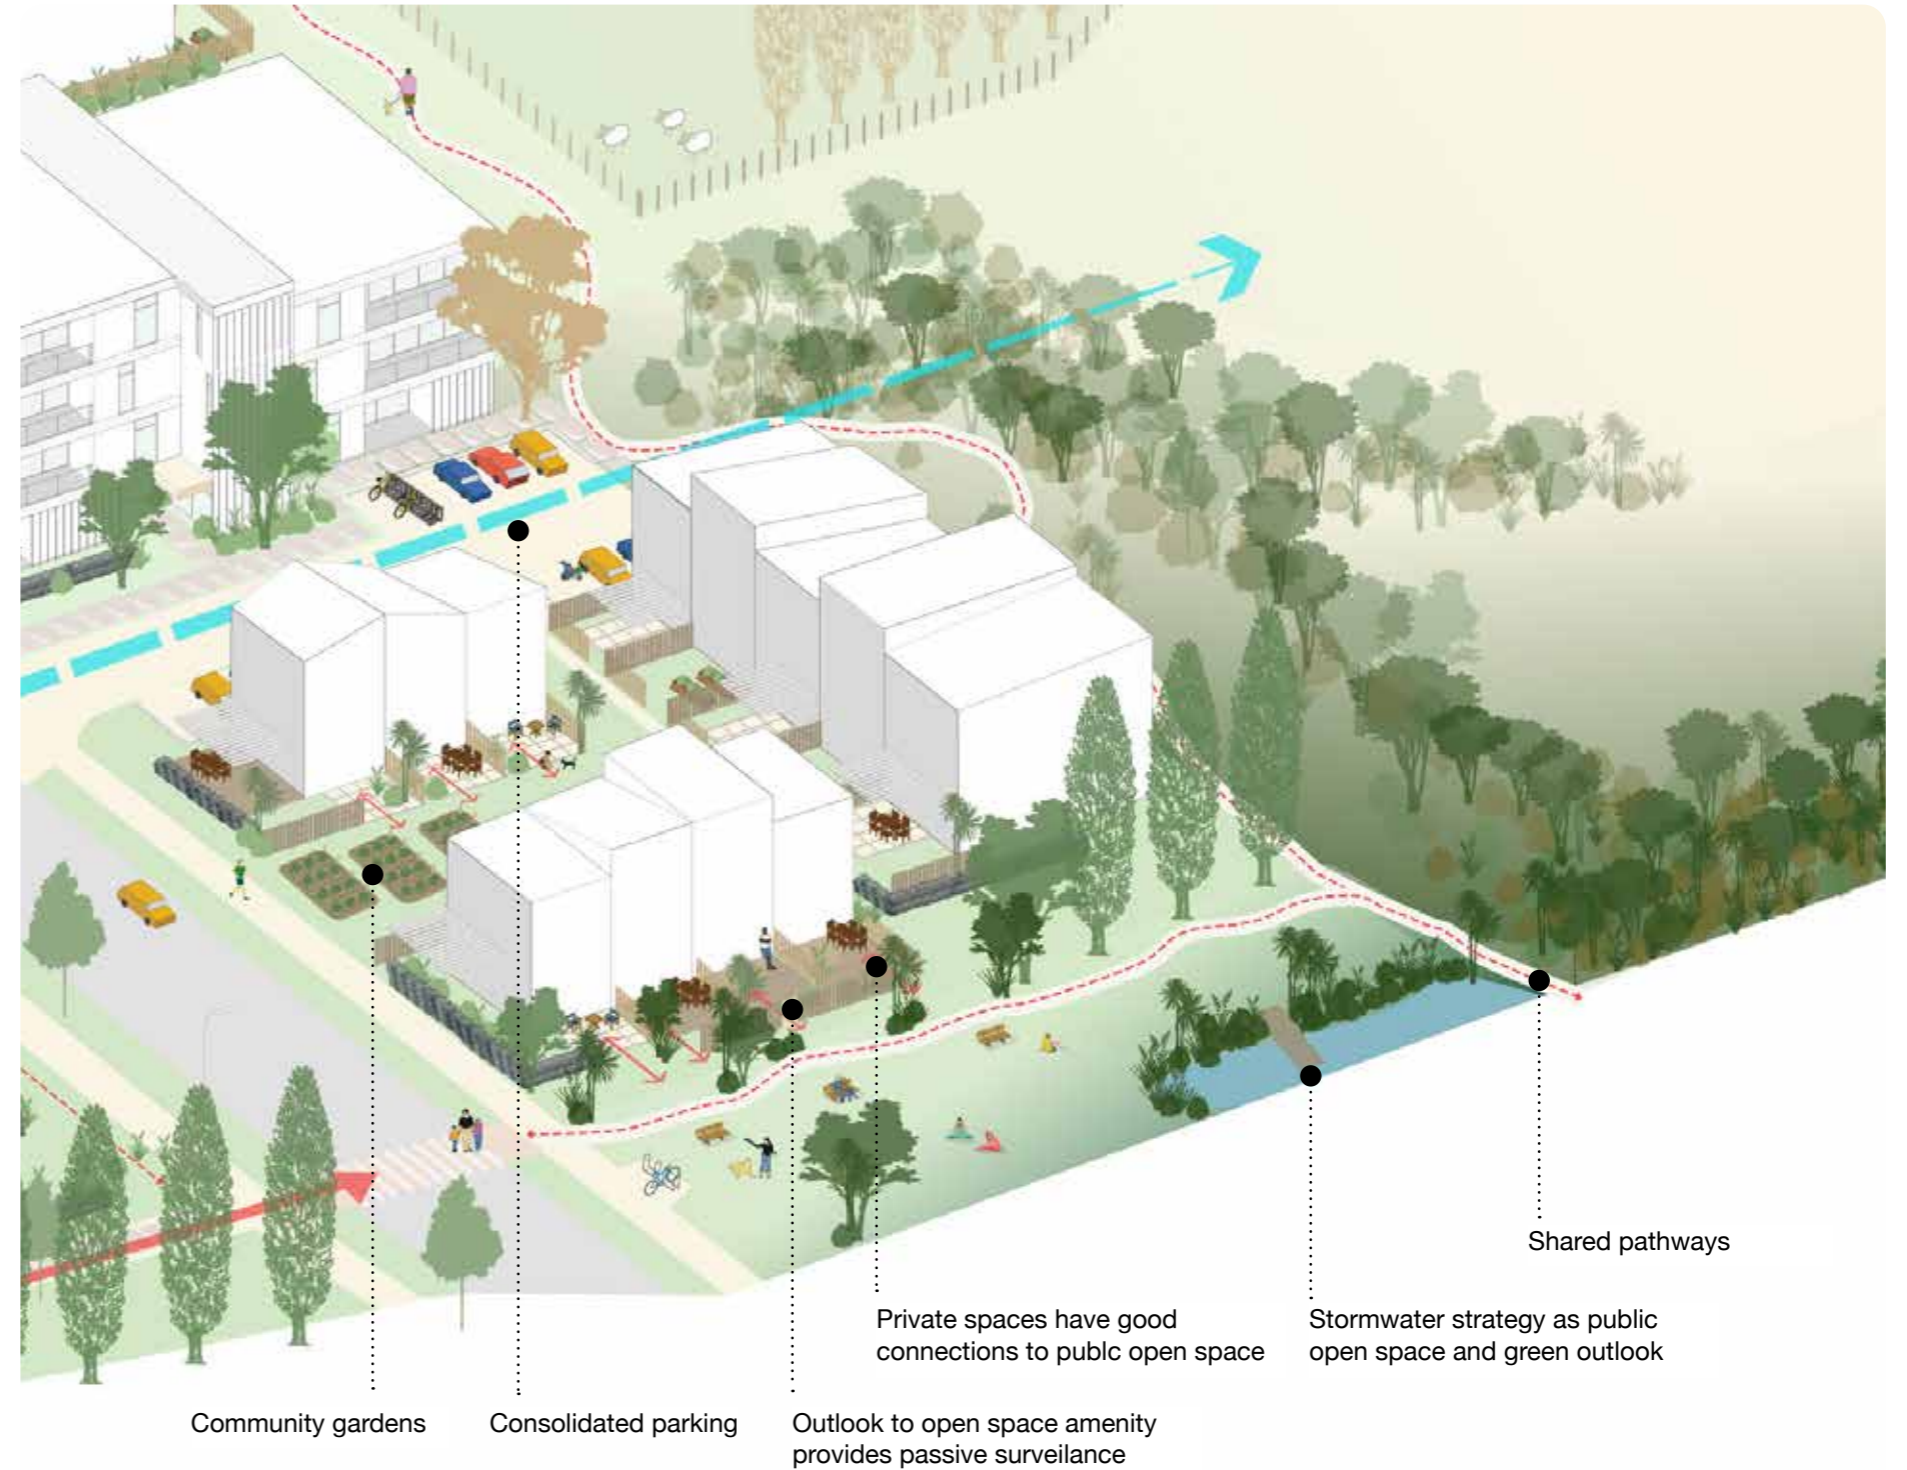 Shared pathways
Private spaces have good
connections to publc open space
Stormwater strategy as public
open space and green outlook
Community gardens
Consolidated parking
Outlook to open space amenity
provides passive surveilance